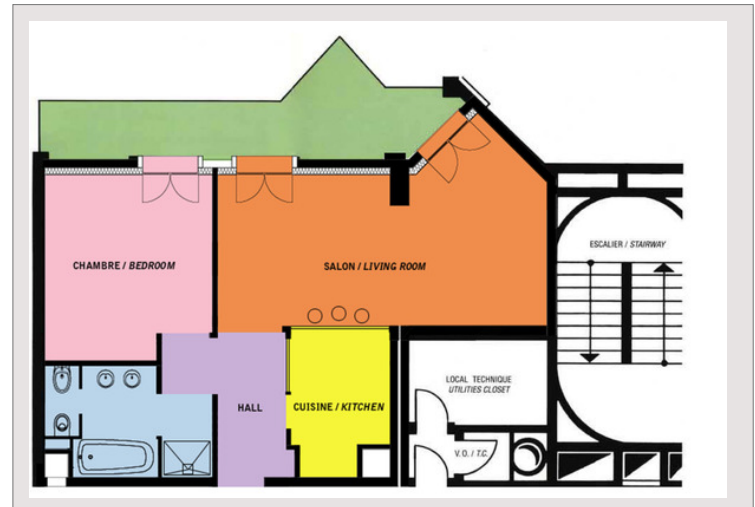 ESCALIER / STAIRWAY
CHAMBRE / BEDROOM
SALON / LIVING ROOM
LOCAL TECHNIQUE
UTILITIES CLOSET
HALL
CUISINE / KITCHEN
V. O. / T.C.